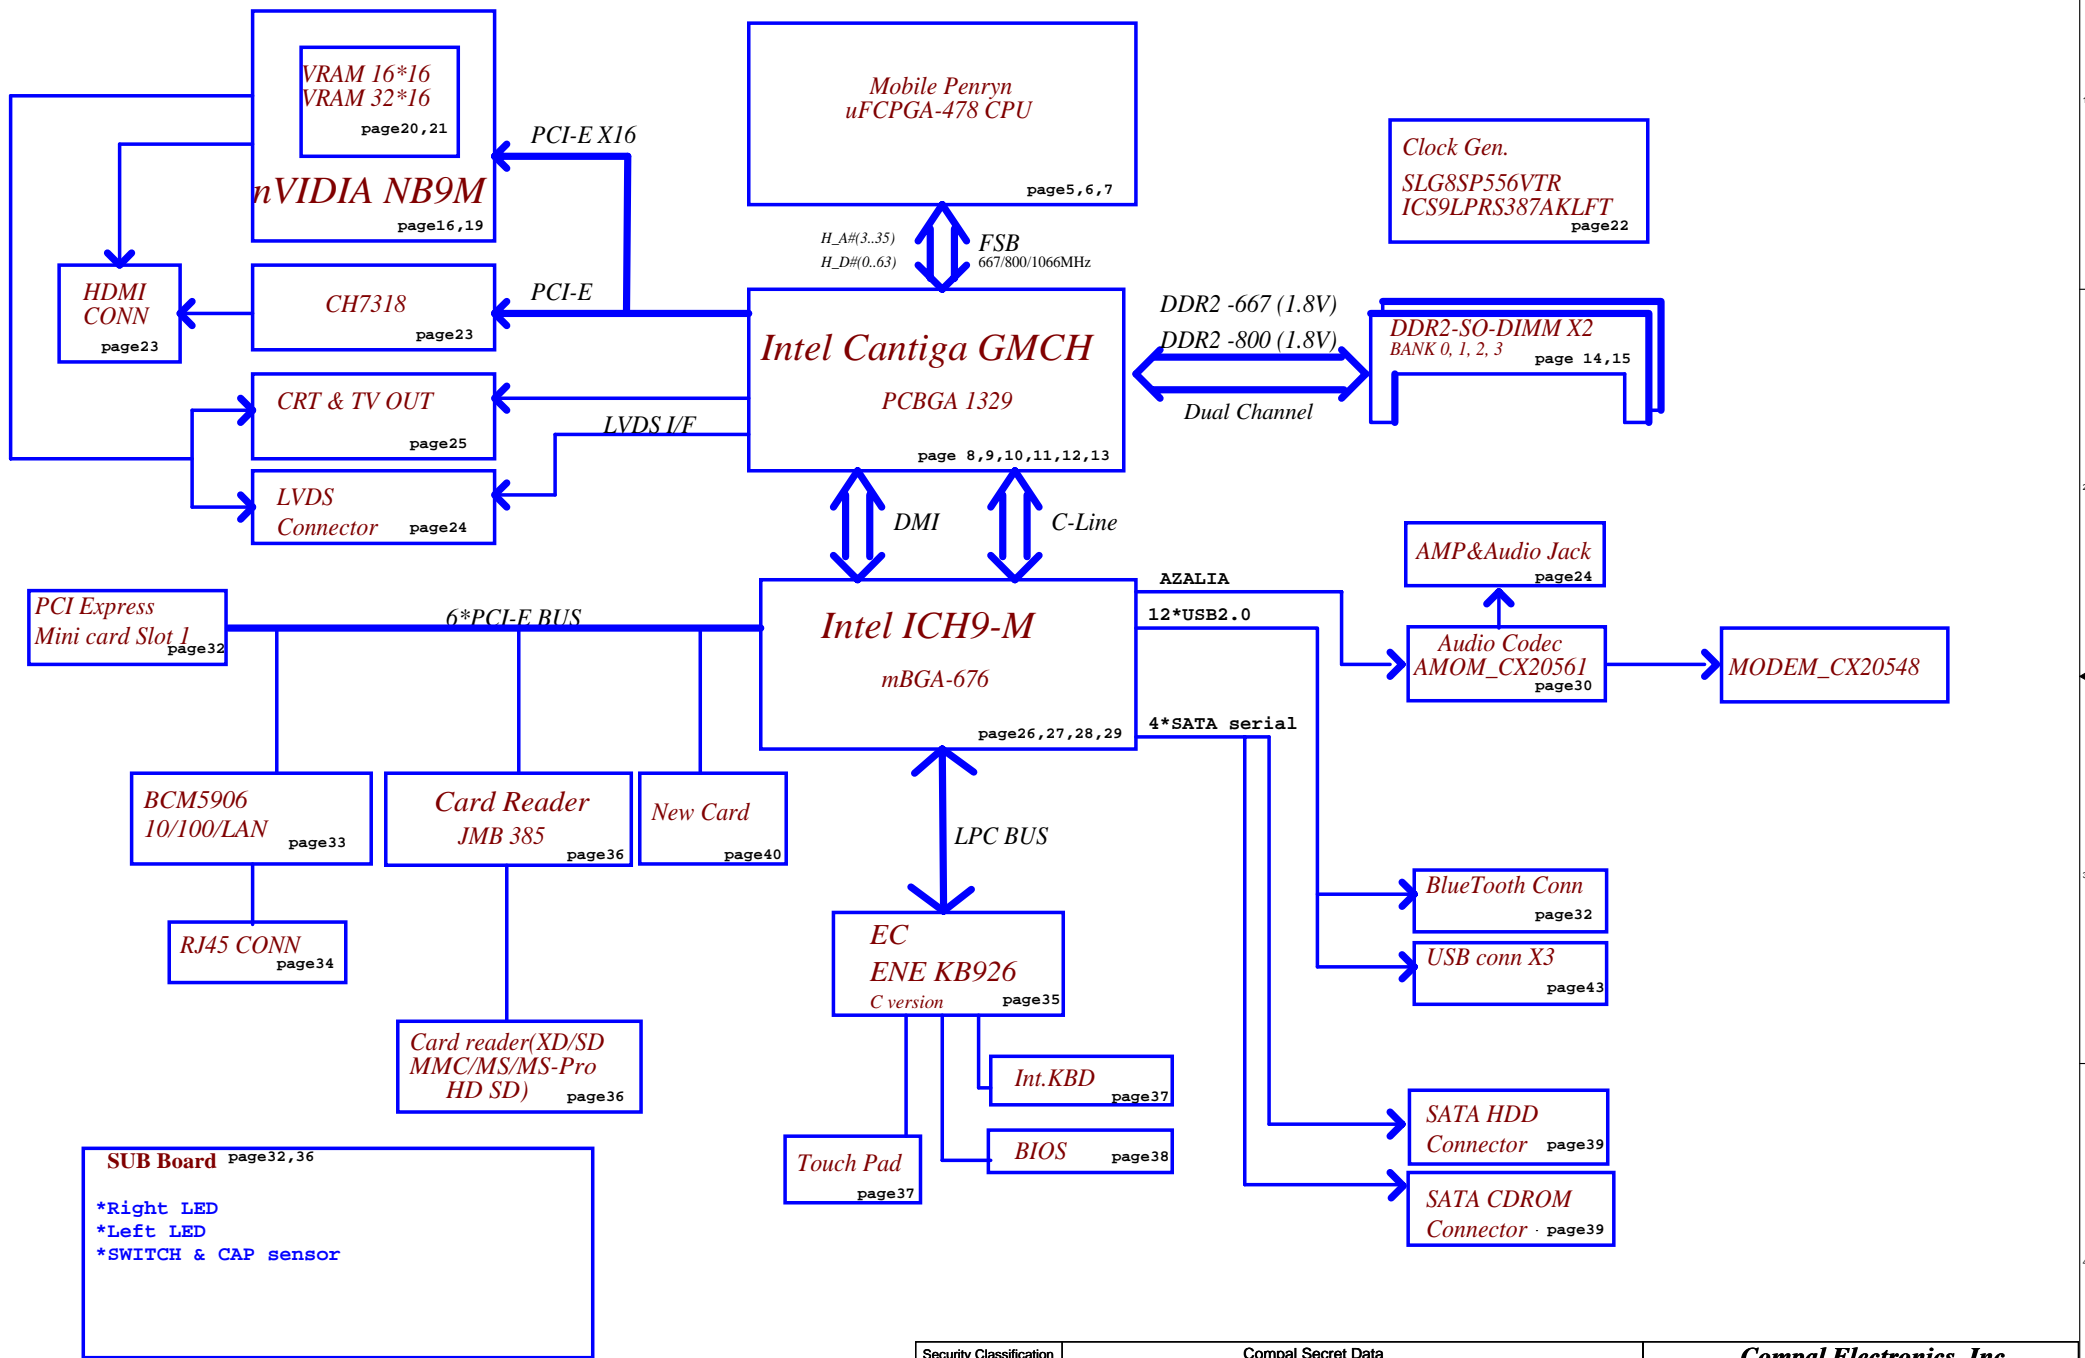 VRAM 16*16
VRAM 32*16
page20,21
nVIDIA NB9M
page16,19
PCI-E X16
Mobile Penryn
uFCPGA-478 CPU
page5,6,7
Clock Gen.
SLG8SP556VTR
ICS9LPRS387AKLFT
page22
H_A#(3..35)
H_D#(0..63)
FSB
667/800/1066MHz
HDMI
CONN
page23
CH7318
page23
PCI-E
Intel Cantiga GMCH
PCBGA 1329
page 8,9,10,11,12,13
DDR2 -667 (1.8V)
DDR2 -800 (1.8V)
Dual Channel
DDR2-SO-DIMM X2
BANK 0, 1, 2, 3
page 14,15
CRT & TV OUT
page25
LVDS I/F
LVDS
Connector
page24
DMI
C-Line
AMP&Audio Jack
page24
PCI Express
Mini card Slot 1
page32
6*PCI-E BUS
Intel ICH9-M
mBGA-676
page26,27,28,29
AZALIA
12*USB2.0
4*SATA serial
Audio Codec
AMOM_CX20561
page30
MODEM_CX20548
BCM5906
10/100/LAN
page33
Card Reader
JMB 385
page36
New Card
page40
LPC BUS
RJ45 CONN
page34
EC
ENE KB926
C version
page35
BlueTooth Conn
page32
USB conn X3
page43
Card reader(XD/SD
MMC/MS/MS-Pro
HD SD)
page36
Int.KBD
page37
BIOS
page38
Touch Pad
page37
SATA HDD
Connector
page39
SATA CDROM
Connector
page39
SUB Board page32,36
*Right LED
*Left LED
*SWITCH & CAP sensor
Security Classification
Compal Secret Data
Compal Electronics, Inc.